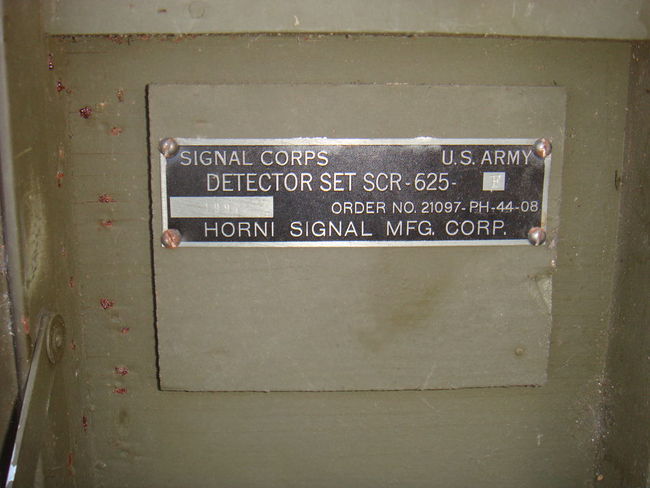 SIGNAL CORPS U.S. ARMY
DETECTOR SET SCR-625- F
ORDER NO. 21097-PH-44-08
HORNI SIGNAL MFG. CORP.